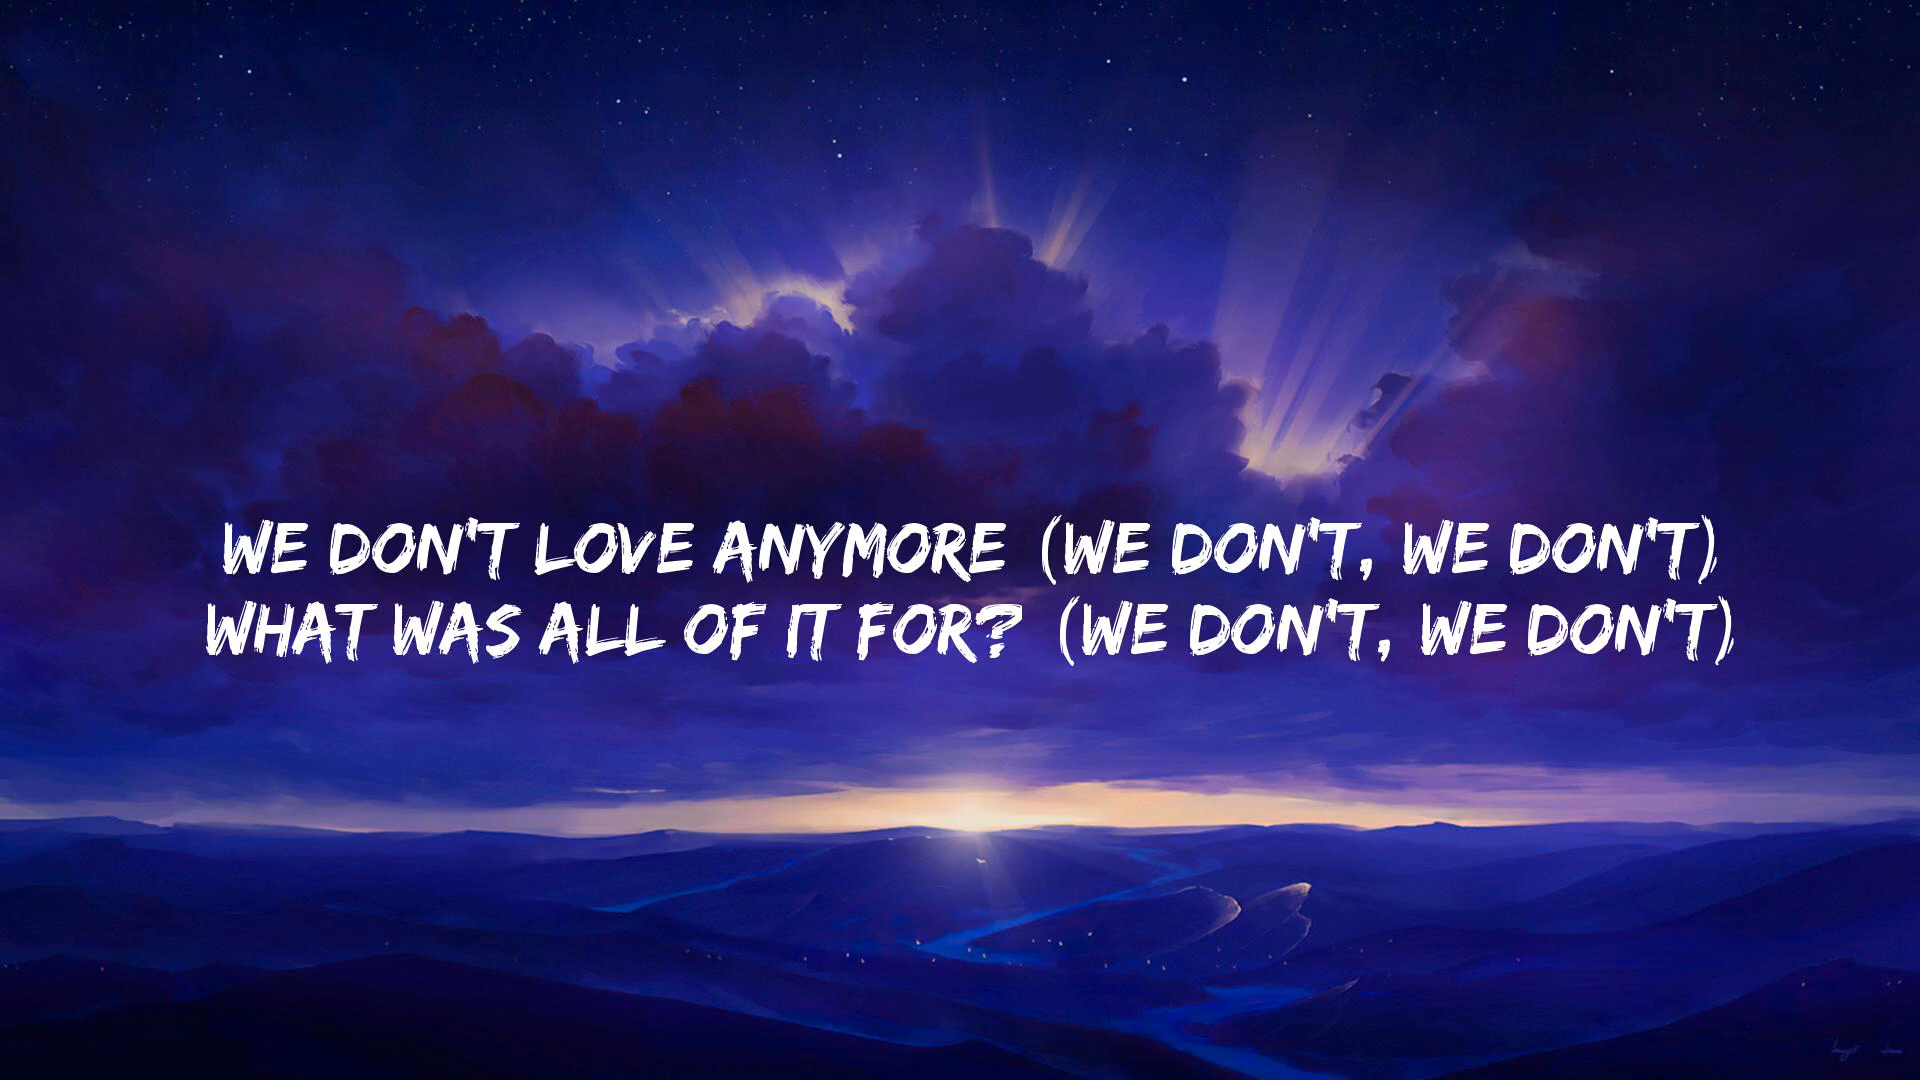 WE DON'T LOVE ANYMORE (WE DON'T, WE DON'T)
WHAT WAS ALL OF IT FOR? (WE DON'T, WE DON'T)